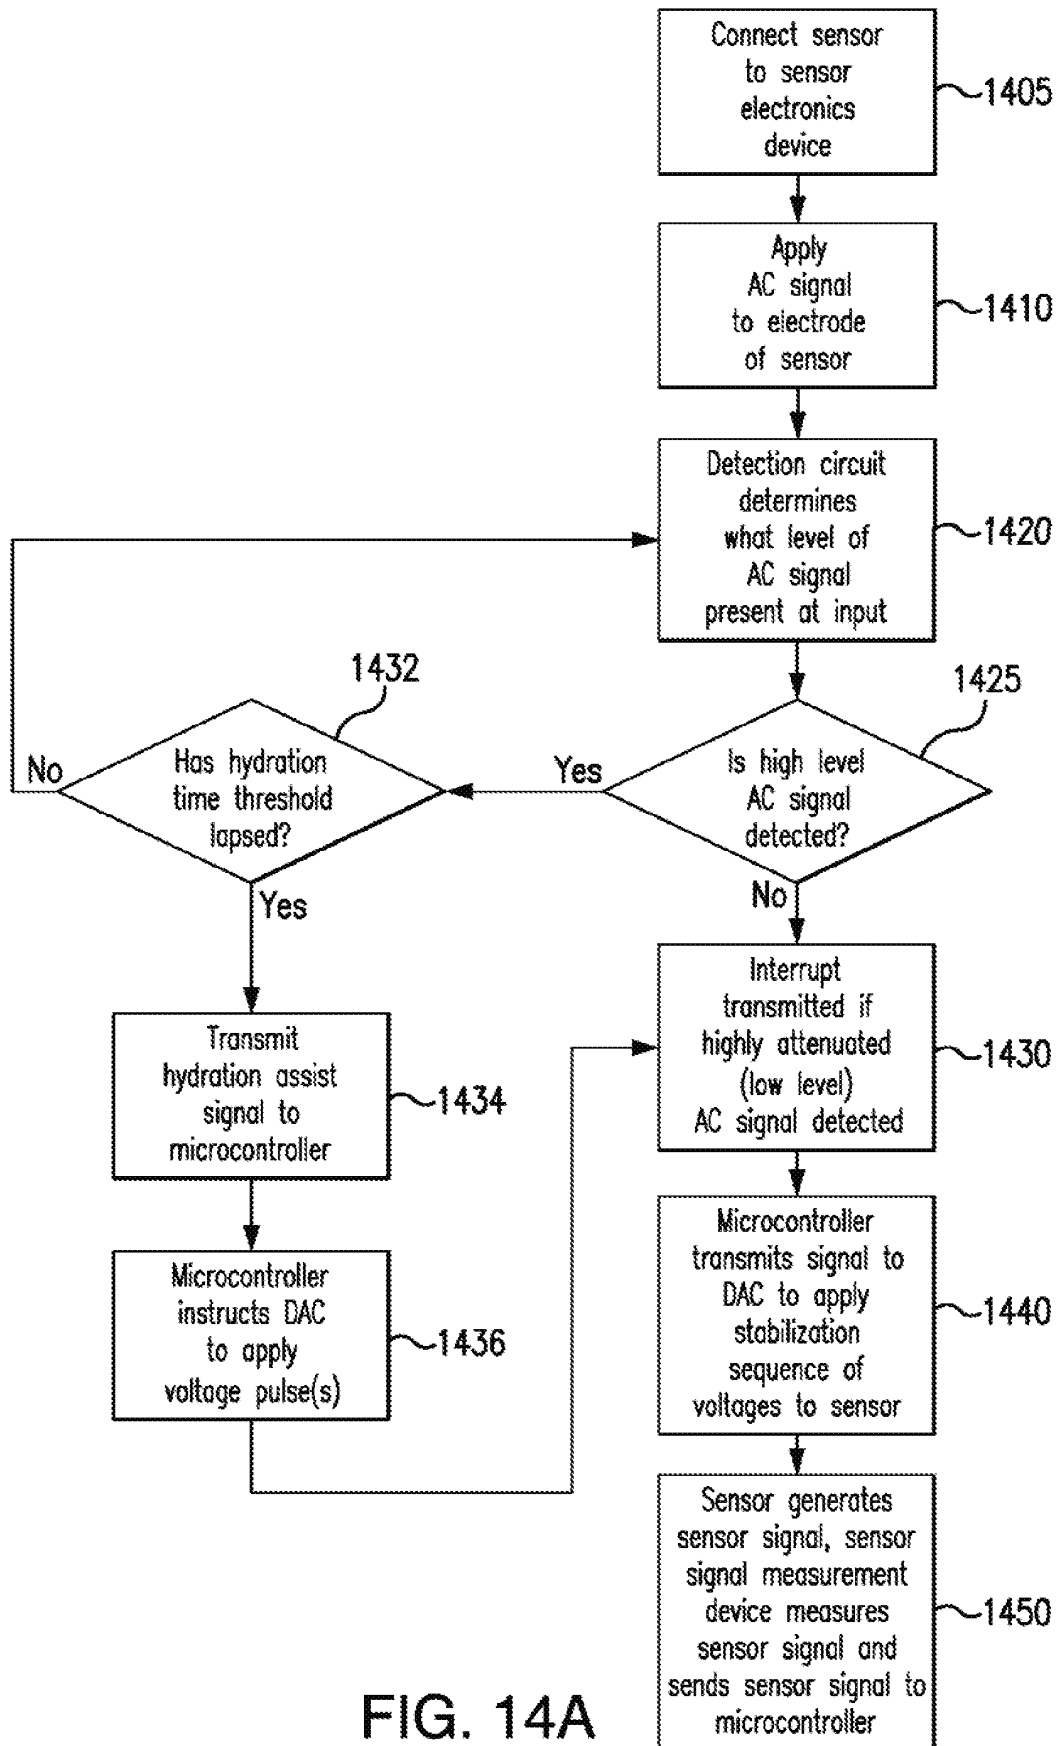 Connect sensor
to sensor
electronics
device
1405
Apply
AC signal
to electrode
of sensor
1410
Detection circuit
determines
what level of
AC signal
present at input
1420
1432
1425
No
Has hydration
time threshold
lapsed?
Yes
Is high level
AC signal
detected?
Yes
No
Transmit
hydration assist
signal to
microcontroller
1434
Interrupt
transmitted if
highly attenuated
(low level)
AC signal detected
1430
Microcontroller
instructs DAC
to apply
voltage pulse(s)
1436
Microcontroller
transmits signal to
DAC to apply
stabilization
sequence of
voltages to sensor
1440
Sensor generates
sensor signal, sensor
signal measurement
device measures
sensor signal and
sends sensor signal to
microcontroller
1450
FIG. 14A